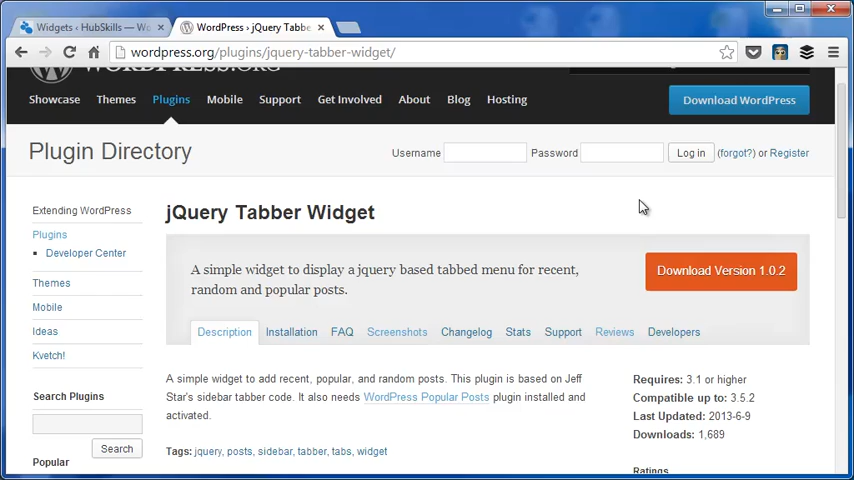 Widgets ‹ HubSkills — Wo
WordPress › jQuery Tabbe
wordpress.org/plugins/jquery-tabber-widget/
WORDPRESS.ORG
Showcase Themes Plugins Mobile Support Get Involved About Blog Hosting
Download WordPress
Plugin Directory
Username Password Log in (forgot?) or Register
Extending WordPress
Plugins
Developer Center
Themes
Mobile
Ideas
Kvetch!
Search Plugins
Search
Popular
jQuery Tabber Widget
A simple widget to display a jquery based tabbed menu for recent,
random and popular posts.
Download Version 1.0.2
Description Installation FAQ Screenshots Changelog Stats Support Reviews Developers
A simple widget to add recent, popular, and random posts. This plugin is based on Jeff
Star's sidebar tabber code. It also needs WordPress Popular Posts plugin installed and
activated.
Tags: jquery, posts, sidebar, tabber, tabs, widget
Requires: 3.1 or higher
Compatible up to: 3.5.2
Last Updated: 2013-6-9
Downloads: 1,689
Ratings